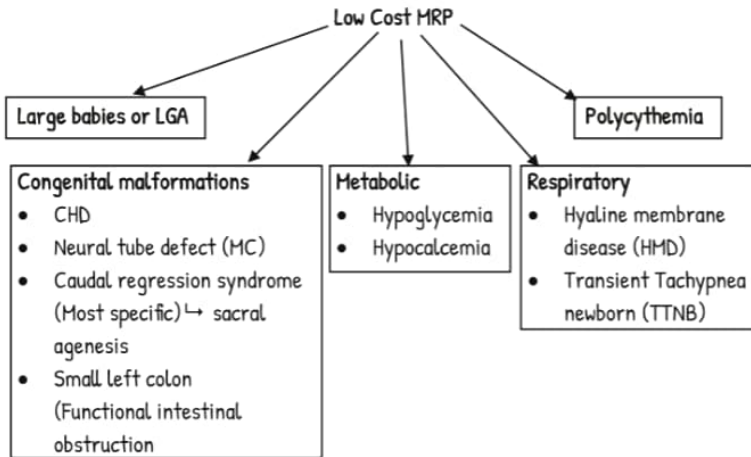 Low Cost MRP
Large babies or LGA
Polycythemia
Congenital malformations
• CHD
• Neural tube defect (MC)
• Caudal regression syndrome
(Most specific) ↳ sacral
agenesis
• Small left colon
(Functional intestinal
obstruction
Metabolic
• Hypoglycemia
• Hypocalcemia
Respiratory
• Hyaline membrane
disease (HMD)
• Transient Tachypnea
newborn (TTNB)